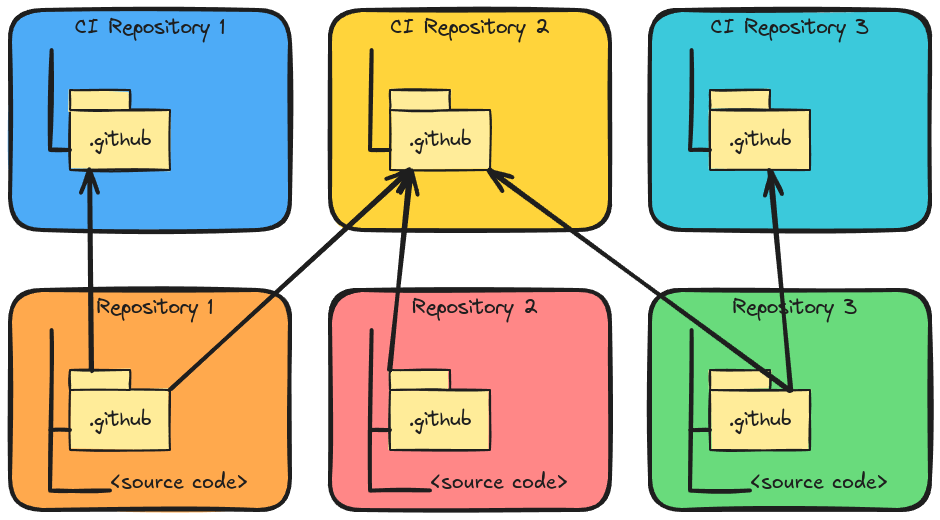 CI Repository 1
CI Repository 2
CI Repository 3
.github
.github
.github
Repository 1
Repository 2
Repository 3
.github
.github
.github
<source code>
<source code>
<source code>